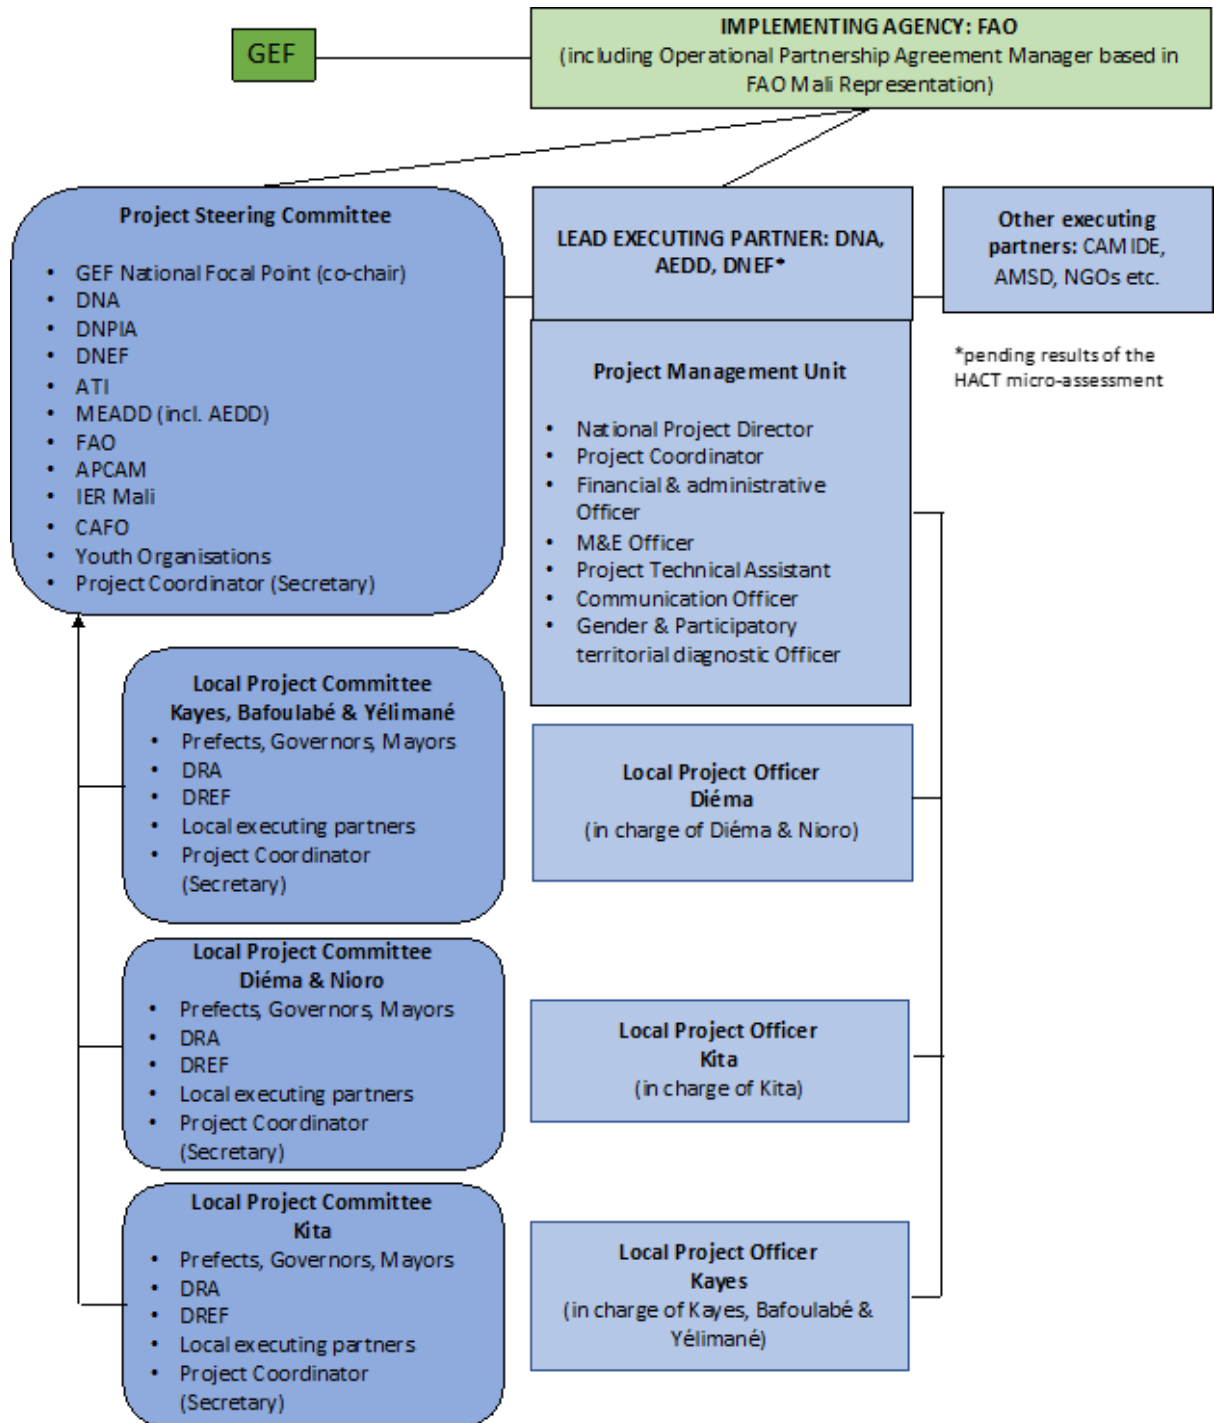 GEF
IMPLEMENTING AGENCY: FAO
(including Operational Partnership Agreement Manager based in
FAO Mali Representation)
Project Steering Committee
• GEF National Focal Point (co-chair)
• DNA
• DNPIA
• DNEF
• ATI
• MEADD (incl. AEDD)
• FAO
• APCAM
• IER Mali
• CAFO
• Youth Organisations
• Project Coordinator (Secretary)
LEAD EXECUTING PARTNER: DNA,
AEDD, DNEF*
Other executing
partners: CAMIDE,
AMSD, NGOs etc.
*pending results of the
HACT micro-assessment
Project Management Unit
• National Project Director
• Project Coordinator
• Financial & administrative
Officer
• M&E Officer
• Project Technical Assistant
• Communication Officer
• Gender & Participatory
territorial diagnostic Officer
Local Project Committee
Kayes, Bafoulabé & Yélimané
• Prefects, Governors, Mayors
• DRA
• DREF
• Local executing partners
• Project Coordinator
(Secretary)
Local Project Officer
Diéma
(in charge of Diéma & Nioro)
Local Project Committee
Diéma & Nioro
• Prefects, Governors, Mayors
• DRA
• DREF
• Local executing partners
• Project Coordinator
(Secretary)
Local Project Officer
Kita
(in charge of Kita)
Local Project Committee
Kita
• Prefects, Governors, Mayors
• DRA
• DREF
• Local executing partners
• Project Coordinator
(Secretary)
Local Project Officer
Kayes
(in charge of Kayes, Bafoulabé &
Yélimané)